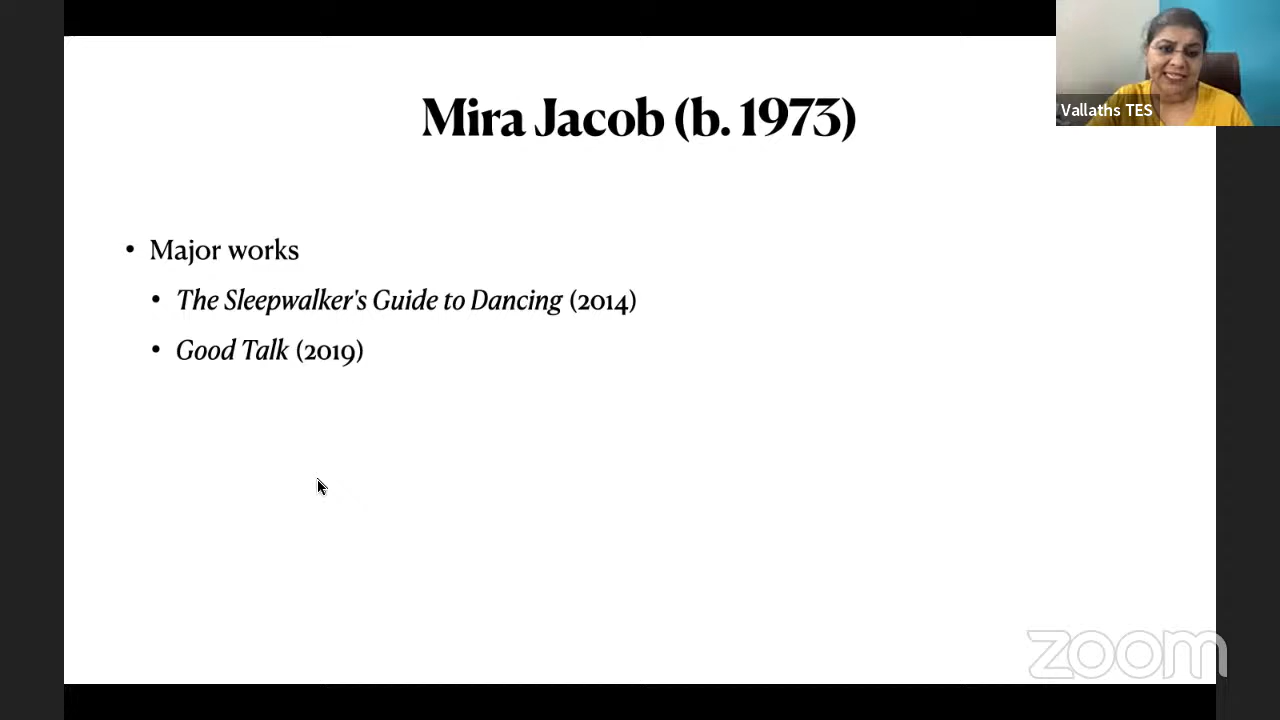 Mira Jacob (b. 1973)
Vallaths TES
• Major works
• The Sleepwalker's Guide to Dancing (2014)
• Good Talk (2019)
zoom